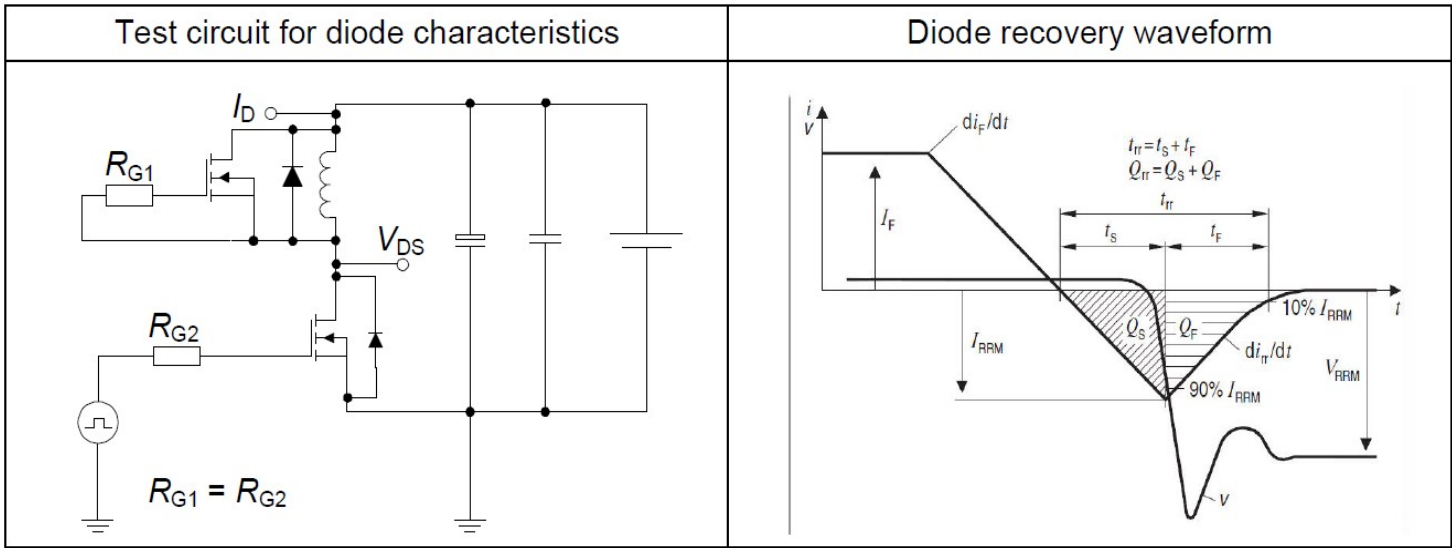 Test circuit for diode characteristics
Diode recovery waveform
I_D
R_G1
V_DS
R_G2
R_G1 = R_G2
i
V
di_F/dt
t_rr = t_S + t_F
Q_rr = Q_S + Q_F
t_rr
I_F
t_S
t_F
10% I_RRM
t
Q_S
Q_F
I_RRM
di_rr/dt
V_RRM
90% I_RRM
v